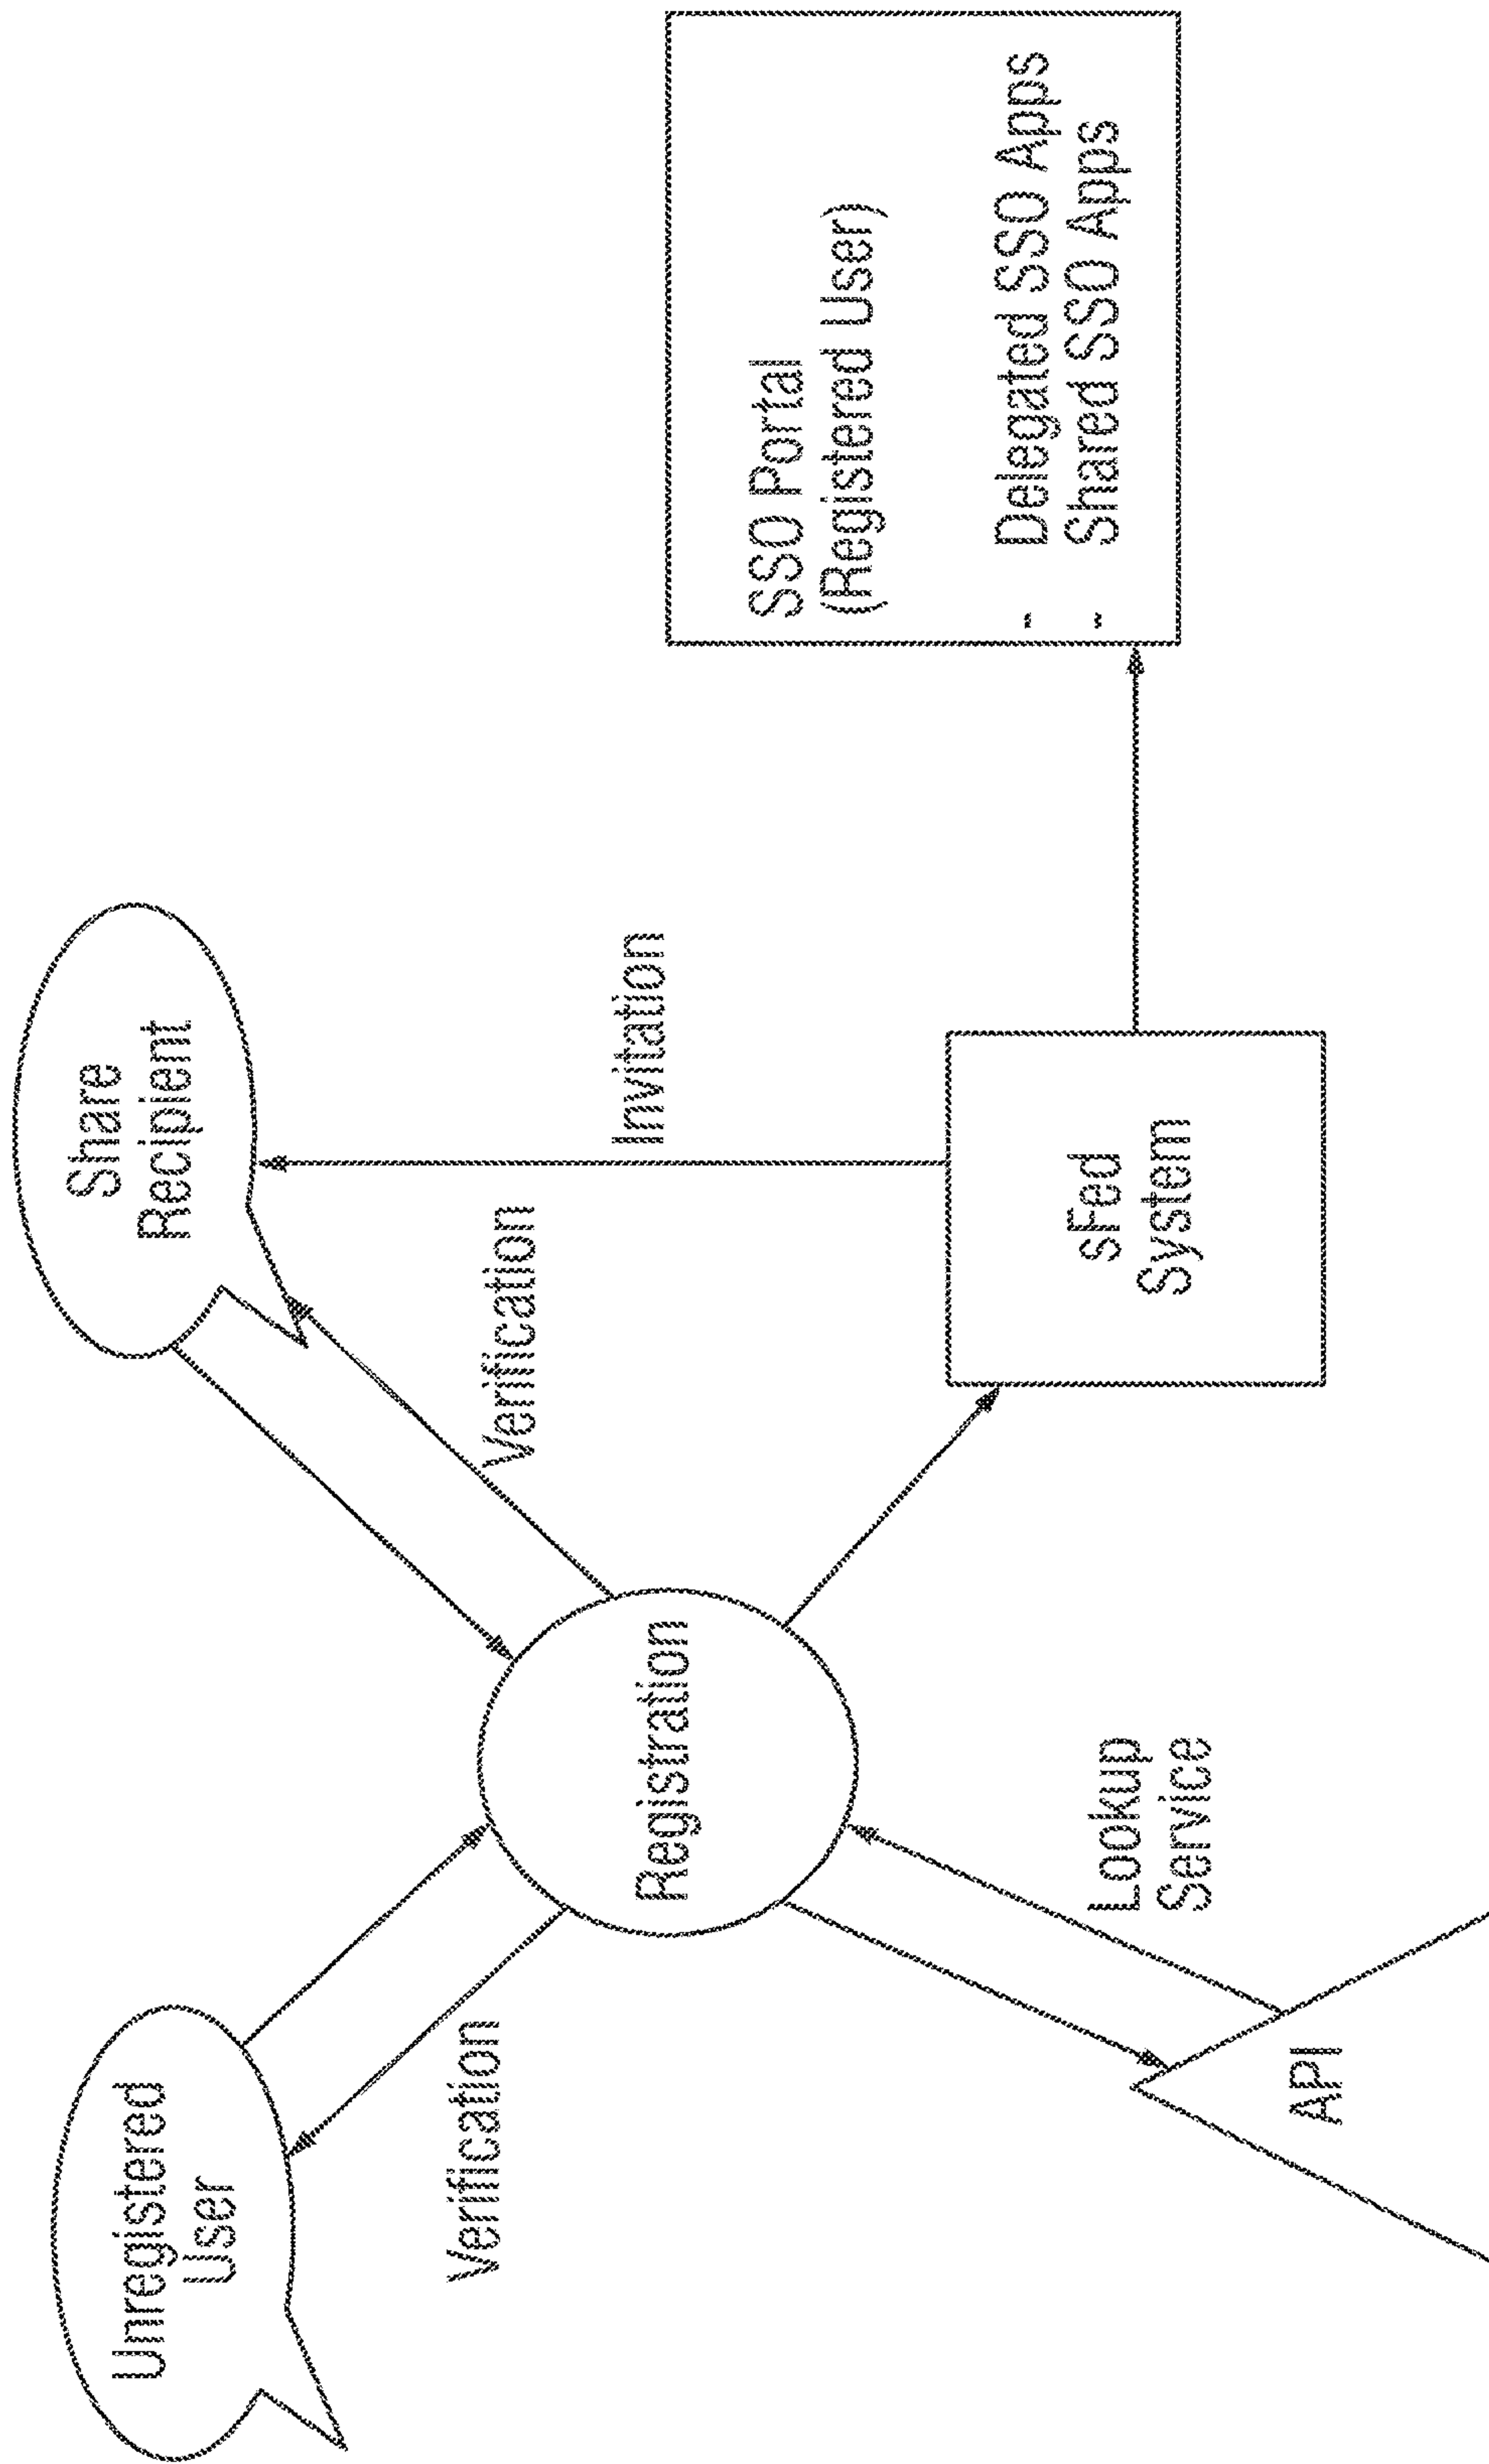 Unregistered
User
Verification
Share
Recipient
Verification
Invitation
Registration
Lookup
Service
API
sFed
System
SSO Portal
(Registered User)
- Delegated SSO Apps
- Shared SSO Apps